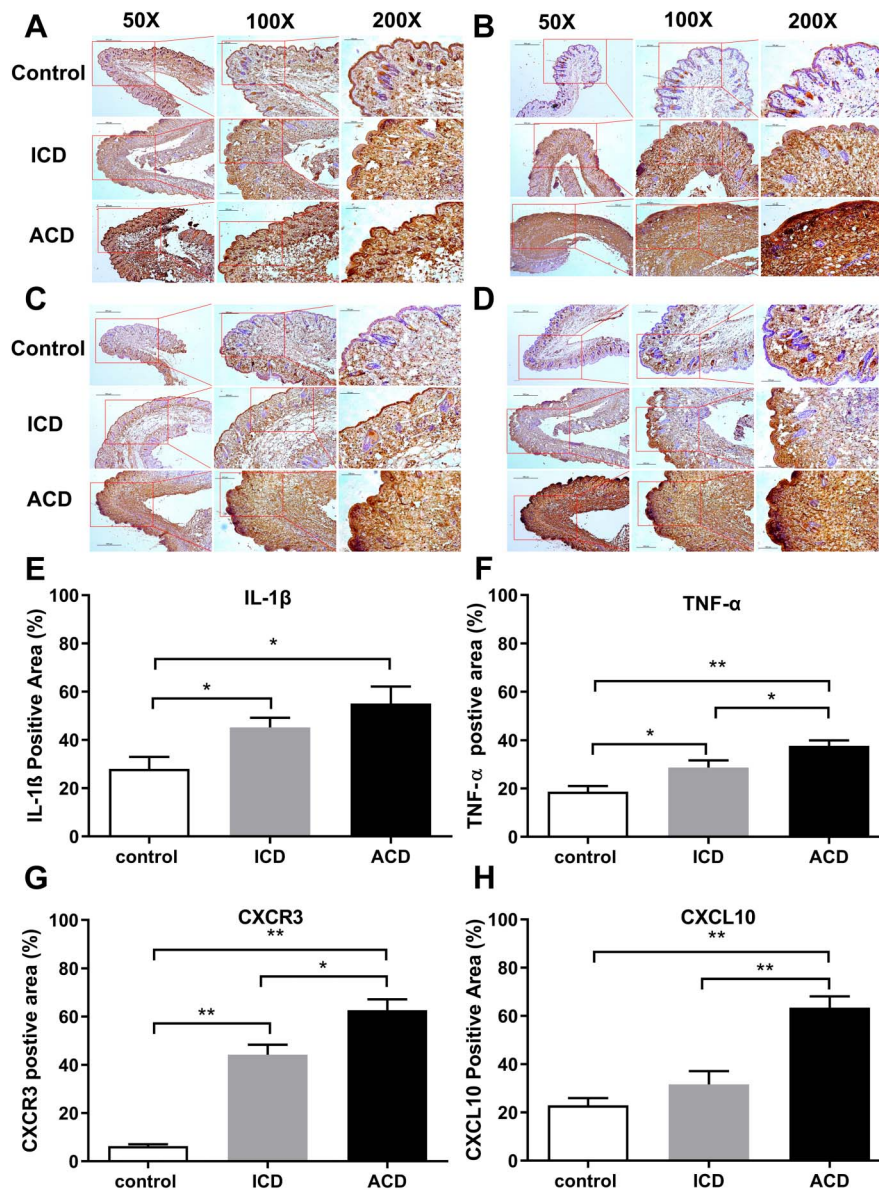 A 50X 100X 200X B 50X 100X 200X
Control
ICD
ACD
C D
Control
ICD
ACD
E F
IL-1β
IL-1ß Positive Area (%)
100
80
60
40
20
0
*
*
control ICD ACD
TNF-α
TNF-α postive area (%)
100
80
60
40
20
0
**
*
*
control ICD ACD
G H
CXCR3
CXCR3 postive area (%)
100
80
60
40
20
0
**
*
**
control ICD ACD
CXCL10
CXCL10 Positive Area (%)
100
80
60
40
20
0
**
**
control ICD ACD